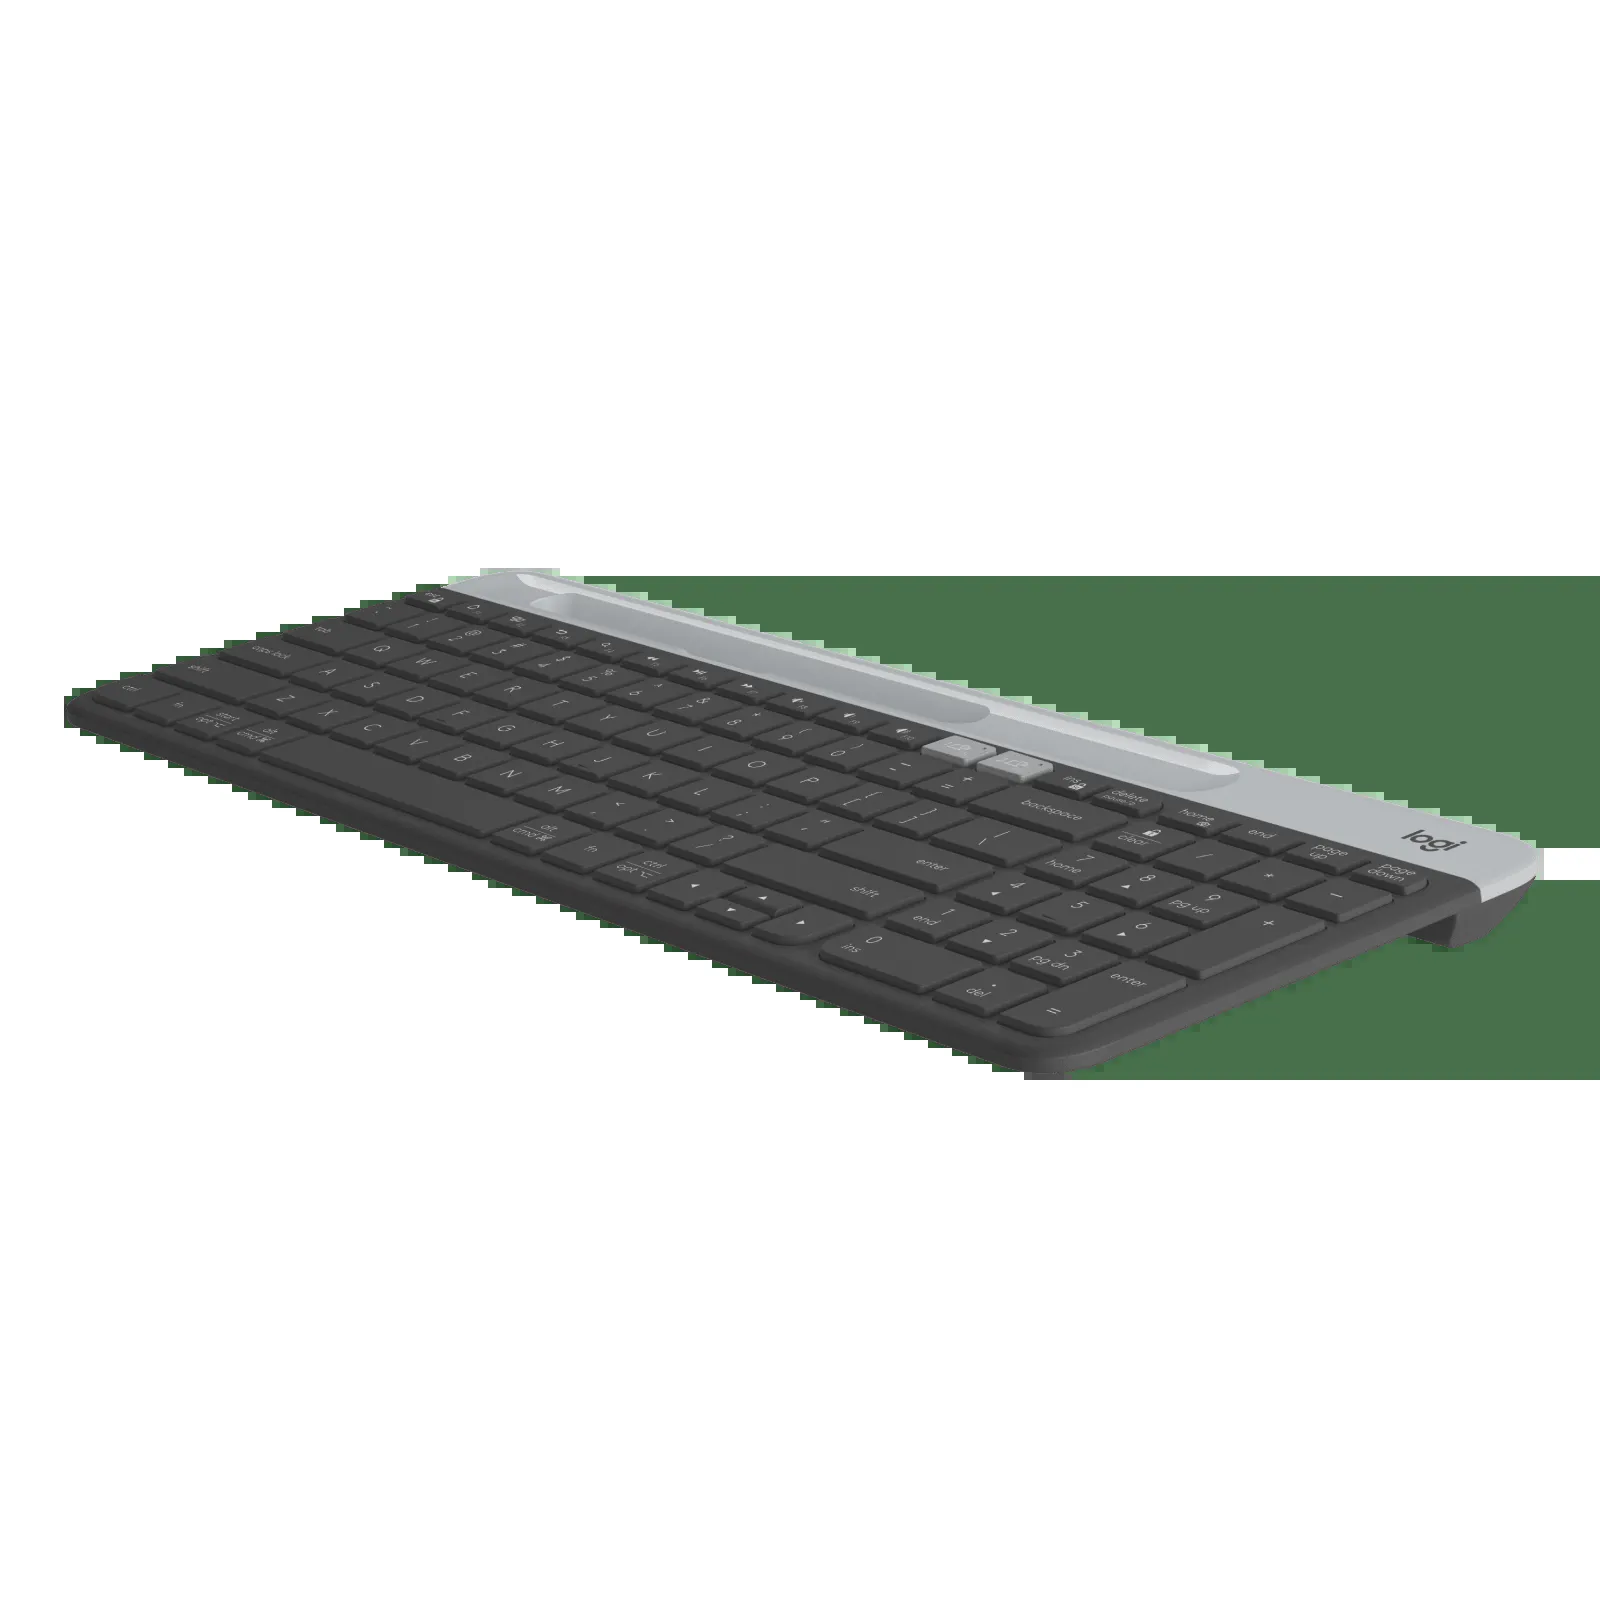 logi
backspace
ins
delete
home
end
page
up
page
down
tab
caps lock
Q
W
E
R
T
Y
U
I
O
P
[
]
A
S
D
F
G
H
J
K
L
enter
shift
Z
X
C
V
B
N
M
shift
ctrl
fn
start
opt
alt
cmd
alt
cmd
fn
ctrl
opt
clear
/
*
-
7
home
8
9
pg up
+
4
5
6
1
end
2
3
pg dn
enter
=
0
ins
.
del